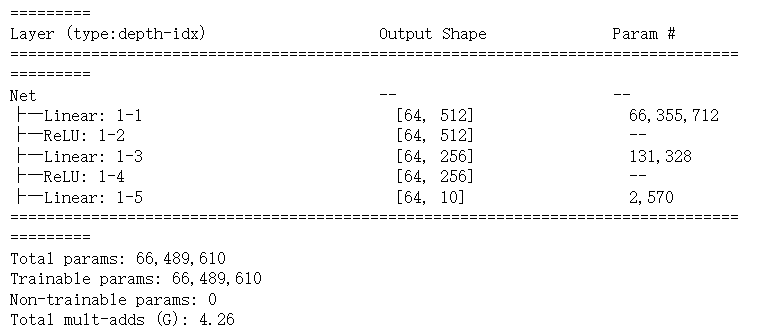 =========
Layer (type:depth-idx)                   Output Shape              Param #
=================================================================================
=========
Net                                      --                        --
├─Linear: 1-1                            [64, 512]                 66,355,712
├─ReLU: 1-2                              [64, 512]                 --
├─Linear: 1-3                            [64, 256]                 131,328
├─ReLU: 1-4                              [64, 256]                 --
├─Linear: 1-5                            [64, 10]                  2,570
=================================================================================
=========
Total params: 66,489,610
Trainable params: 66,489,610
Non-trainable params: 0
Total mult-adds (G): 4.26